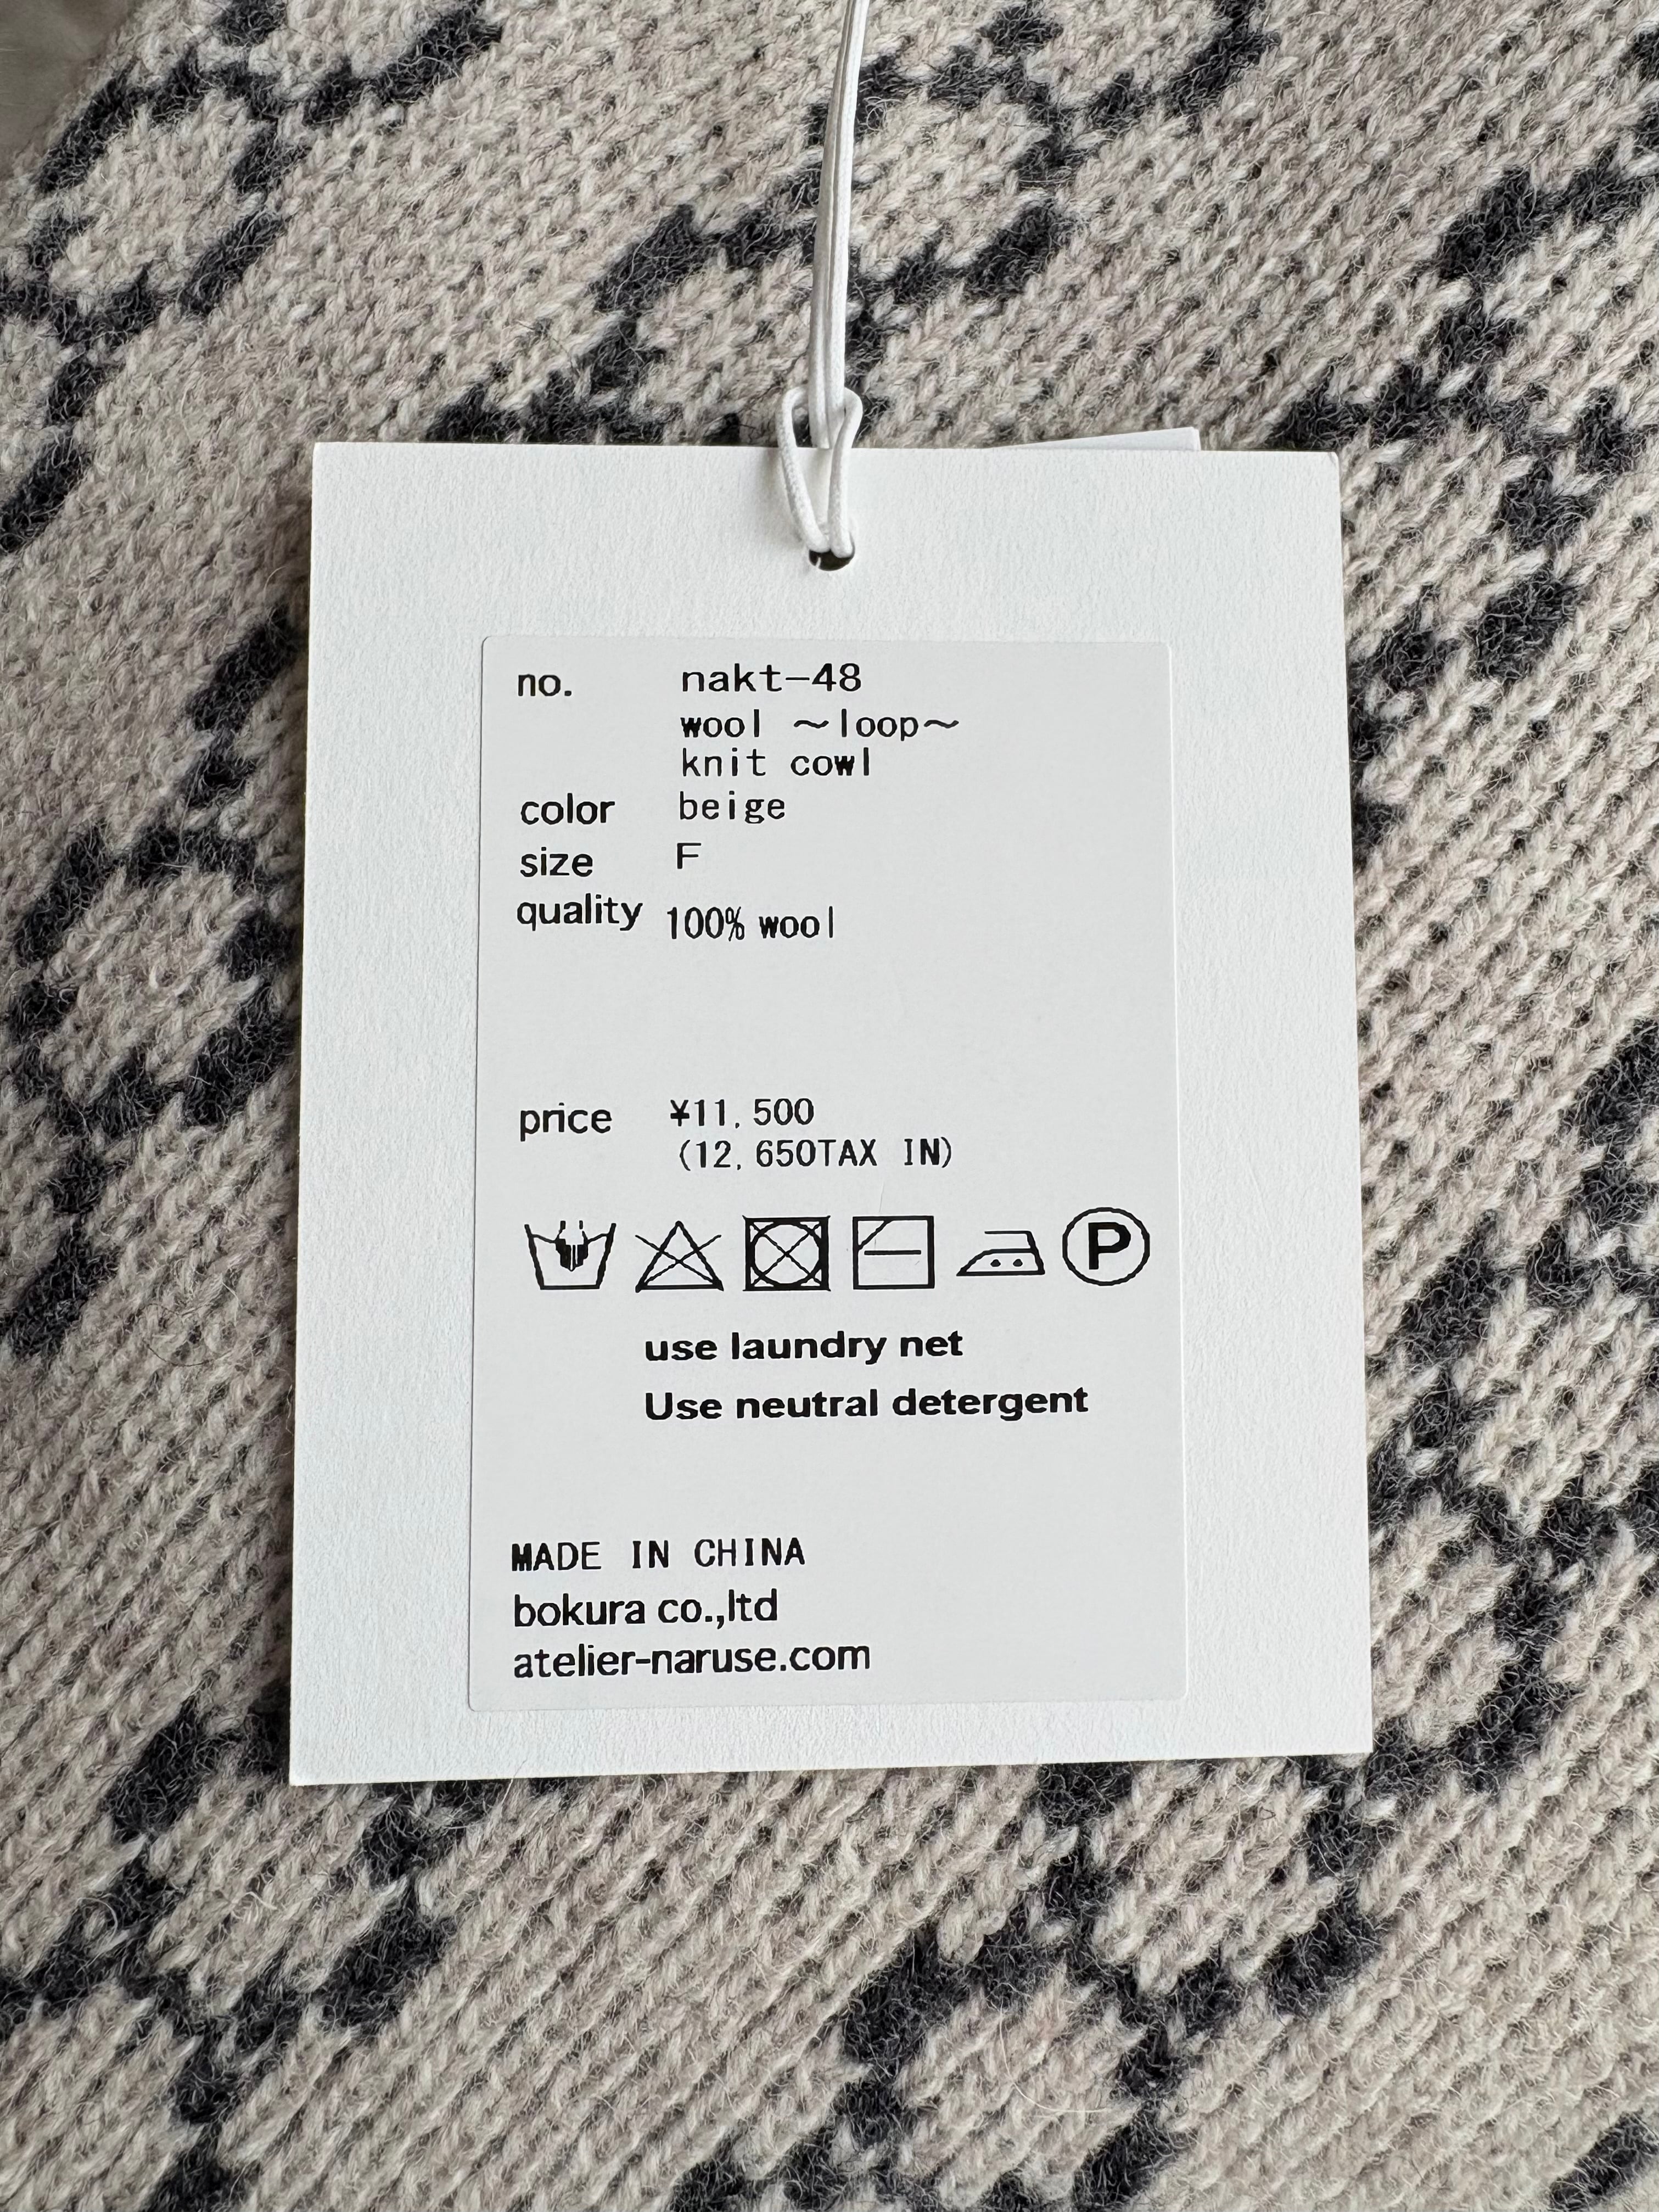 no. nakt-48
wool ～loop～
knit cowl
color beige
size F
quality 100% wool
price ¥11,500
(12,650TAX IN)
P
use laundry net
Use neutral detergent
MADE IN CHINA
bokura co.,ltd
atelier-naruse.com